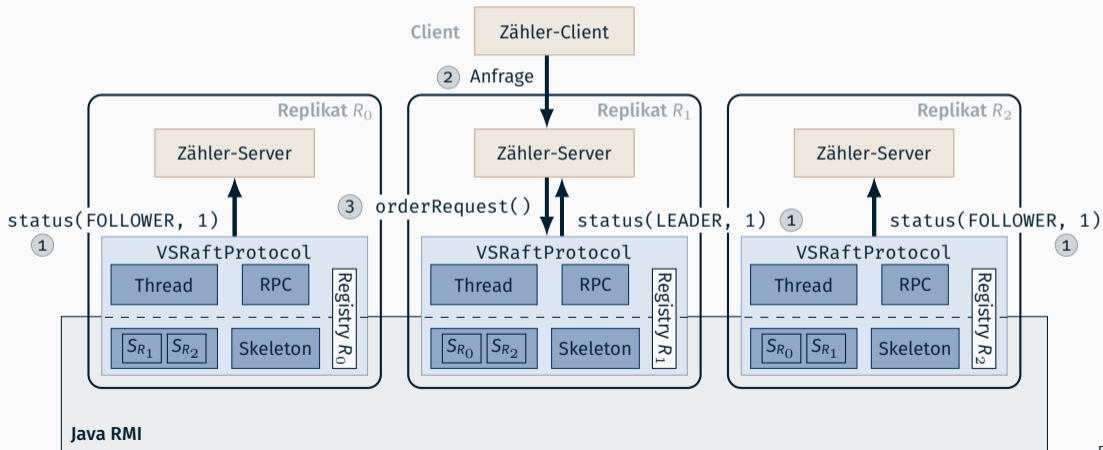 Client
Zähler-Client
2 Anfrage
Replikat R0
Replikat R1
Replikat R2
Zähler-Server
Zähler-Server
Zähler-Server
3 orderRequest()
status(FOLLOWER, 1)
1
status(LEADER, 1) 1
status(FOLLOWER, 1)
1
VSRaftProtocol
Thread
RPC
Registry R0
SR1 SR2
Skeleton
VSRaftProtocol
Thread
RPC
Registry R1
SR0 SR2
Skeleton
VSRaftProtocol
Thread
RPC
Registry R2
SR0 SR1
Skeleton
Java RMI